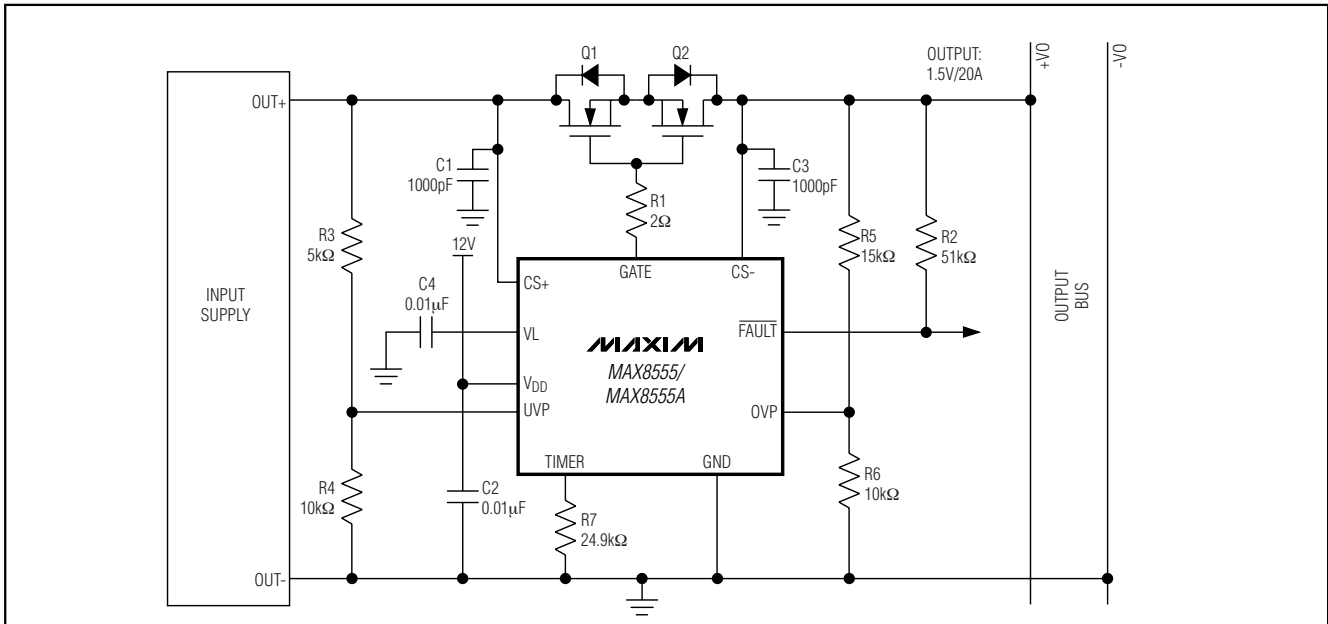 Q1
Q2
OUTPUT:
1.5V/20A
+VO
-VO
OUT+
C1
1000pF
C3
1000pF
R1
2Ω
R3
5kΩ
12V
R5
15kΩ
R2
51kΩ
GATE
CS-
CS+
INPUT
SUPPLY
C4
0.01µF
OUTPUT
BUS
VL
FAULT
MAXIM
MAX8555/
MAX8555A
VDD
UVP
OVP
TIMER
GND
R4
10kΩ
C2
0.01µF
R7
24.9kΩ
R6
10kΩ
OUT-